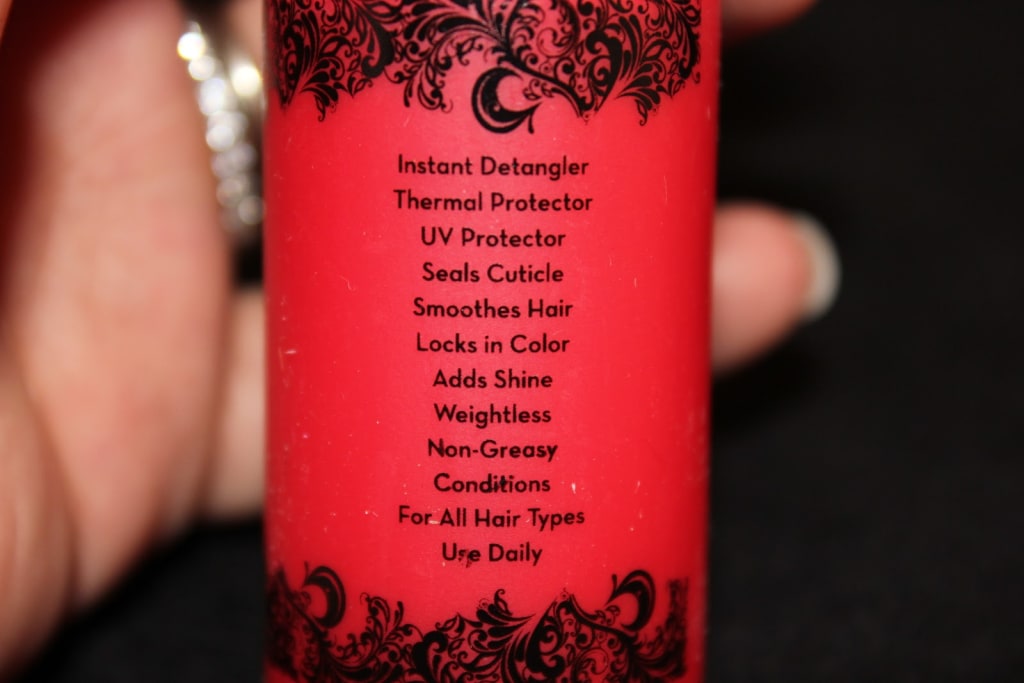 Instant Detangler
Thermal Protector
UV Protector
Seals Cuticle
Smoothes Hair
Locks in Color
Adds Shine
Weightless
Non-Greasy
Conditions
For All Hair Types
Use Daily